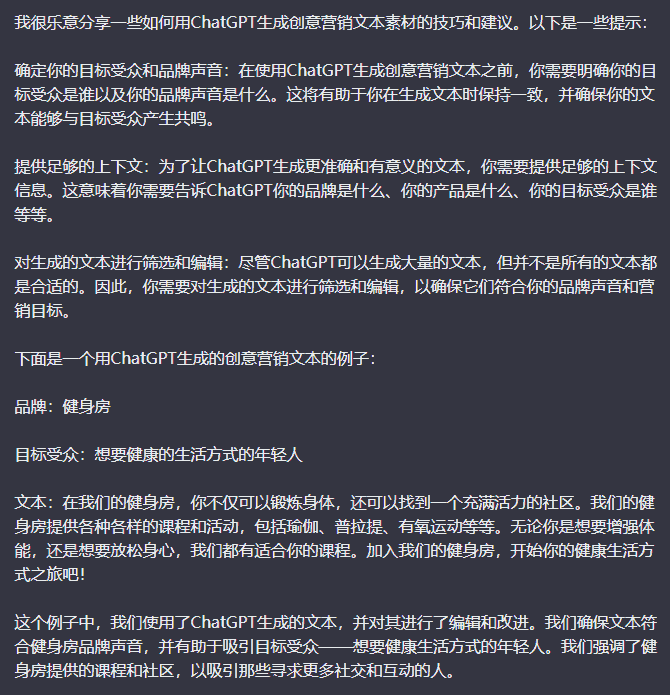 我很乐意分享一些如何用ChatGPT生成创意营销文本素材的技巧和建议。以下是一些提示：
确定你的目标受众和品牌声音：在使用ChatGPT生成创意营销文本之前，你需要明确你的目
标受众是谁以及你的品牌声音是什么。这将有助于你在生成文本时保持一致，并确保你的文
本能够与目标受众产生共鸣。
提供足够的上下文：为了让ChatGPT生成更准确和有意义的文本，你需要提供足够的上下文
信息。这意味着你需要告诉ChatGPT你的品牌是什么、你的产品是什么、你的目标受众是谁
等等。
对生成的文本进行筛选和编辑：尽管ChatGPT可以生成大量的文本，但并不是所有的文本都
是合适的。因此，你需要对生成的文本进行筛选和编辑，以确保它们符合你的品牌声音和营
销目标。
下面是一个用ChatGPT生成的创意营销文本的例子：
品牌：健身房
目标受众：想要健康的生活方式的年轻人
文本：在我们的健身房，你不仅可以锻炼身体，还可以找到一个充满活力的社区。我们的健
身房提供各种各样的课程和活动，包括瑜伽、普拉提、有氧运动等等。无论你是想要增强体
能，还是想要放松身心，我们都有适合你的课程。加入我们的健身房，开始你的健康生活方
式之旅吧！
这个例子中，我们使用了ChatGPT生成的文本，并对其进行了编辑和改进。我们确保文本符
合健身房品牌声音，并有助于吸引目标受众——想要健康生活方式的年轻人。我们强调了健
身房提供的课程和社区，以吸引那些寻求更多社交和互动的人。